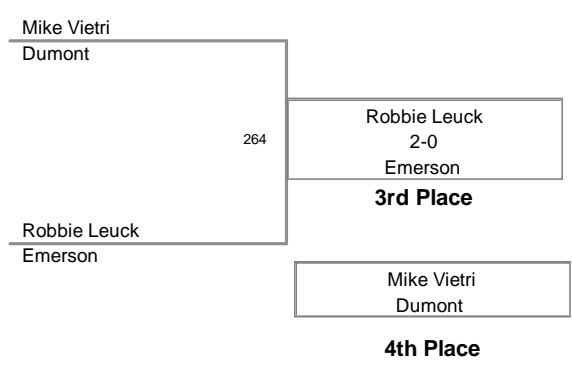 Mike Vietri
Dumont
264
Robbie Leuck
2-0
Emerson
3rd Place
Robbie Leuck
Emerson
Mike Vietri
Dumont
4th Place